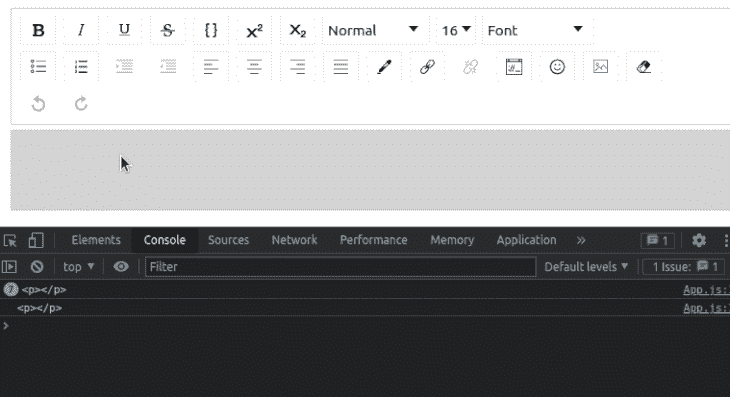 B I U S {} x² X₂ Normal 16 Font
Elements Console Sources Network Performance Memory Application » 1
top Filter Default levels 1 Issue: 1
<p></p> App.js:
<p></p> App.js:
>